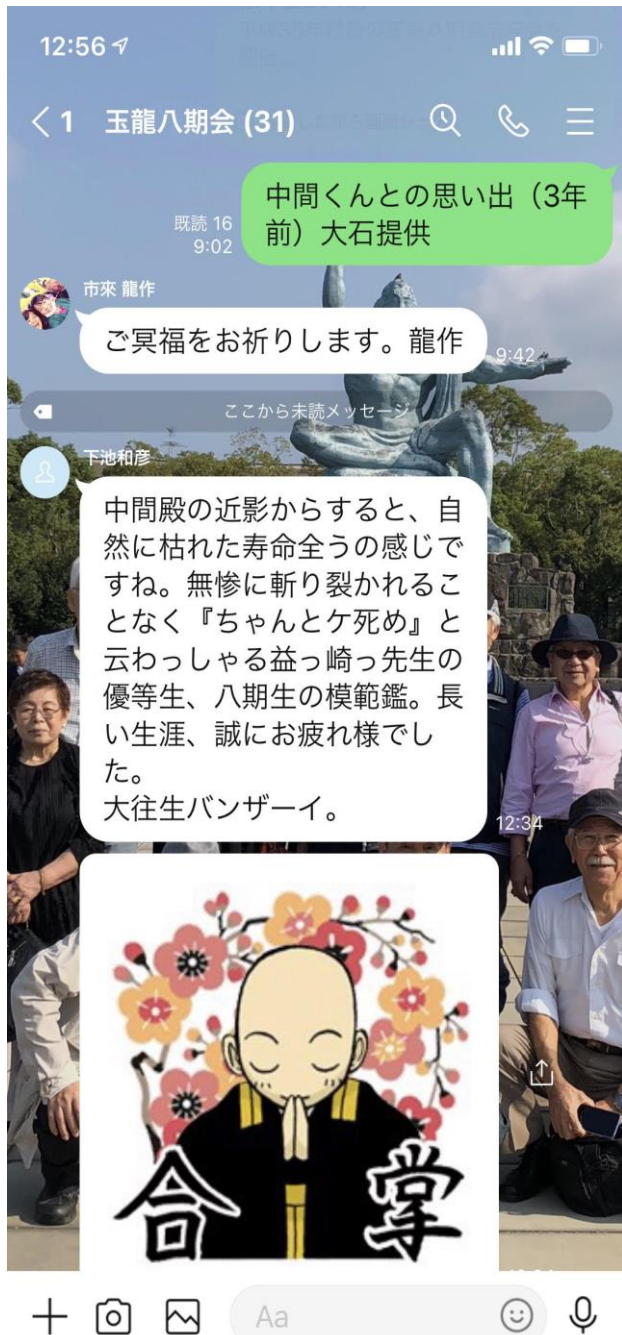 12:56
1 玉龍八期会 (31)
中間くんとの思い出（3年
前）大石提供
既読 16
9:02
市來 龍作
ご冥福をお祈りします。龍作
9:42
ここから未読メッセージ
下池和彦
中間殿の近影からすると、自
然に枯れた寿命全うの感じで
すね。無惨に斬り裂かれるこ
となく『ちゃんとケ死め』と
云わっしゃる益っ崎っ先生の
優等生、八期生の模範鑑。長
い生涯、誠にお疲れ様でし
た。
大往生バンザーイ。
12:34
合掌
Aa